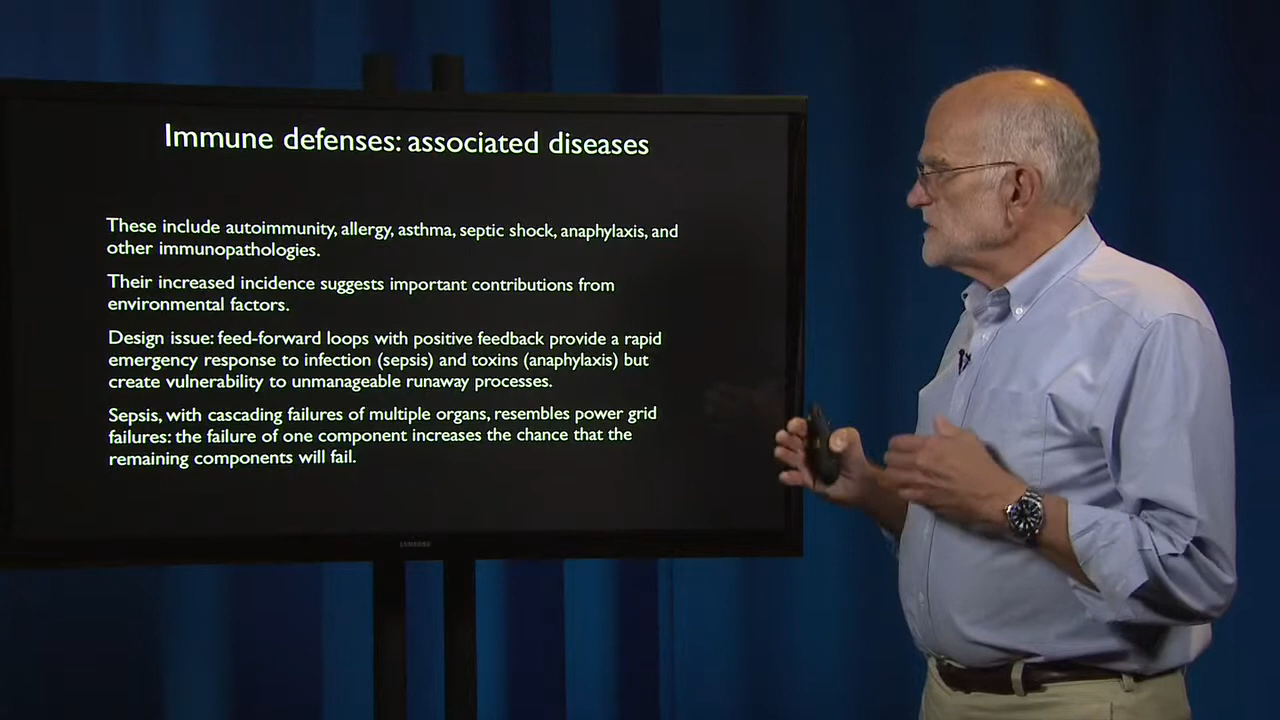 Immune defenses: associated diseases
These include autoimmunity, allergy, asthma, septic shock, anaphylaxis, and
other immunopathologies.
Their increased incidence suggests important contributions from
environmental factors.
Design issue: feed-forward loops with positive feedback provide a rapid
emergency response to infection (sepsis) and toxins (anaphylaxis) but
create vulnerability to unmanageable runaway processes.
Sepsis, with cascading failures of multiple organs, resembles power grid
failures: the failure of one component increases the chance that the
remaining components will fail.
SAMSUNG